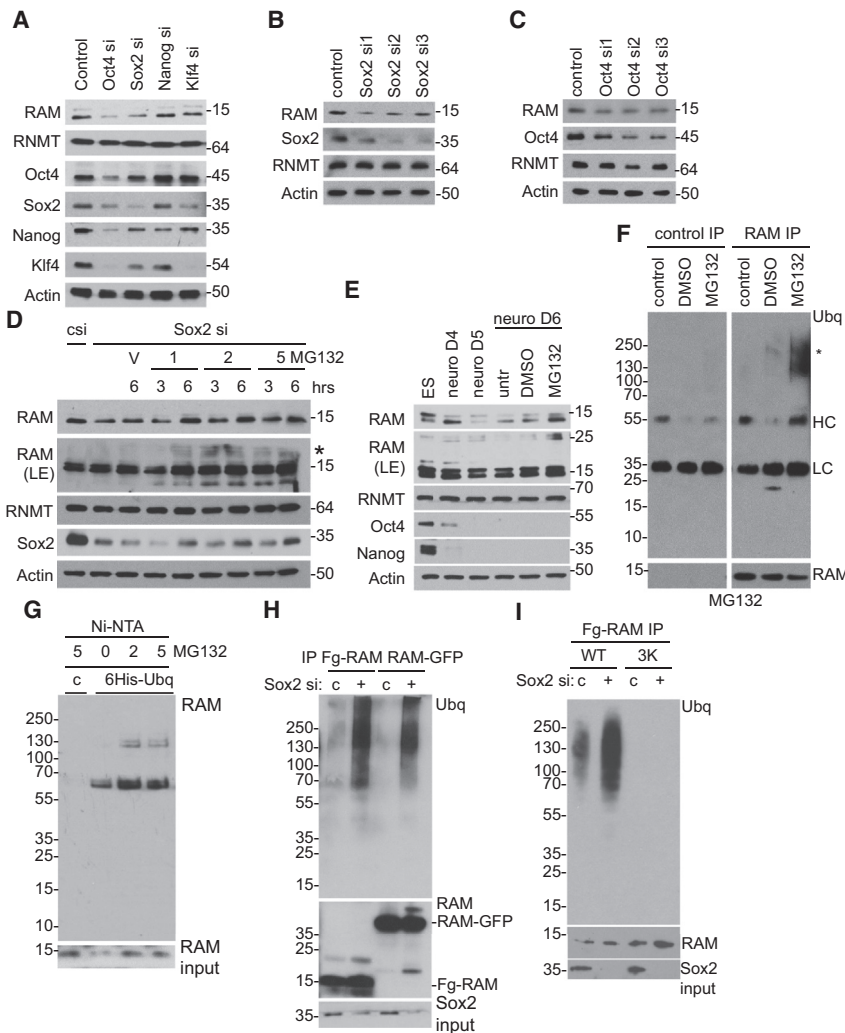 A
Control
Oct4 si
Sox2 si
Nanog si
Klf4 si
RAM
-15
RNMT
-64
Oct4
-45
Sox2
-35
Nanog
-35
Klf4
-54
Actin
-50
B
control
Sox2 si1
Sox2 si2
Sox2 si3
RAM
-15
Sox2
-35
RNMT
-64
Actin
-50
C
control
Oct4 si1
Oct4 si2
Oct4 si3
RAM
-15
Oct4
-45
RNMT
-64
Actin
-50
D
csi
Sox2 si
V 1 2 5 MG132
6 3 6 3 6 3 6 hrs
RAM
-15
RAM
(LE)
*
-15
RNMT
-64
Sox2
-35
Actin
-50
E
neuro D6
ES
neuro D4
neuro D5
untr
DMSO
MG132
RAM
-15
RAM
(LE)
-25
-15
RNMT
-70
Oct4
-55
Nanog
-35
Actin
-50
F
control IP RAM IP
control
DMSO
MG132
control
DMSO
MG132
Ubq
250-
130-
100-
70-
*
55-
HC
35-
25-
LC
15-
10-
15-
RAM
MG132
G
Ni-NTA
5 0 2 5 MG132
c 6His-Ubq
RAM
250-
130-
100-
70-
55-
35-
25-
15-
10-
15-
RAM
input
H
IP Fg-RAM RAM-GFP
Sox2 si: c + c +
Ubq
250-
130-
100-
70-
55-
35-
25-
15-
RAM
-RAM-GFP
35-
25-
15-
-Fg-RAM
35-
Sox2
input
I
Fg-RAM IP
WT 3K
Sox2 si: c + c +
Ubq
250-
130-
100-
70-
55-
35-
25-
15-
15-
RAM
35-
Sox2
input